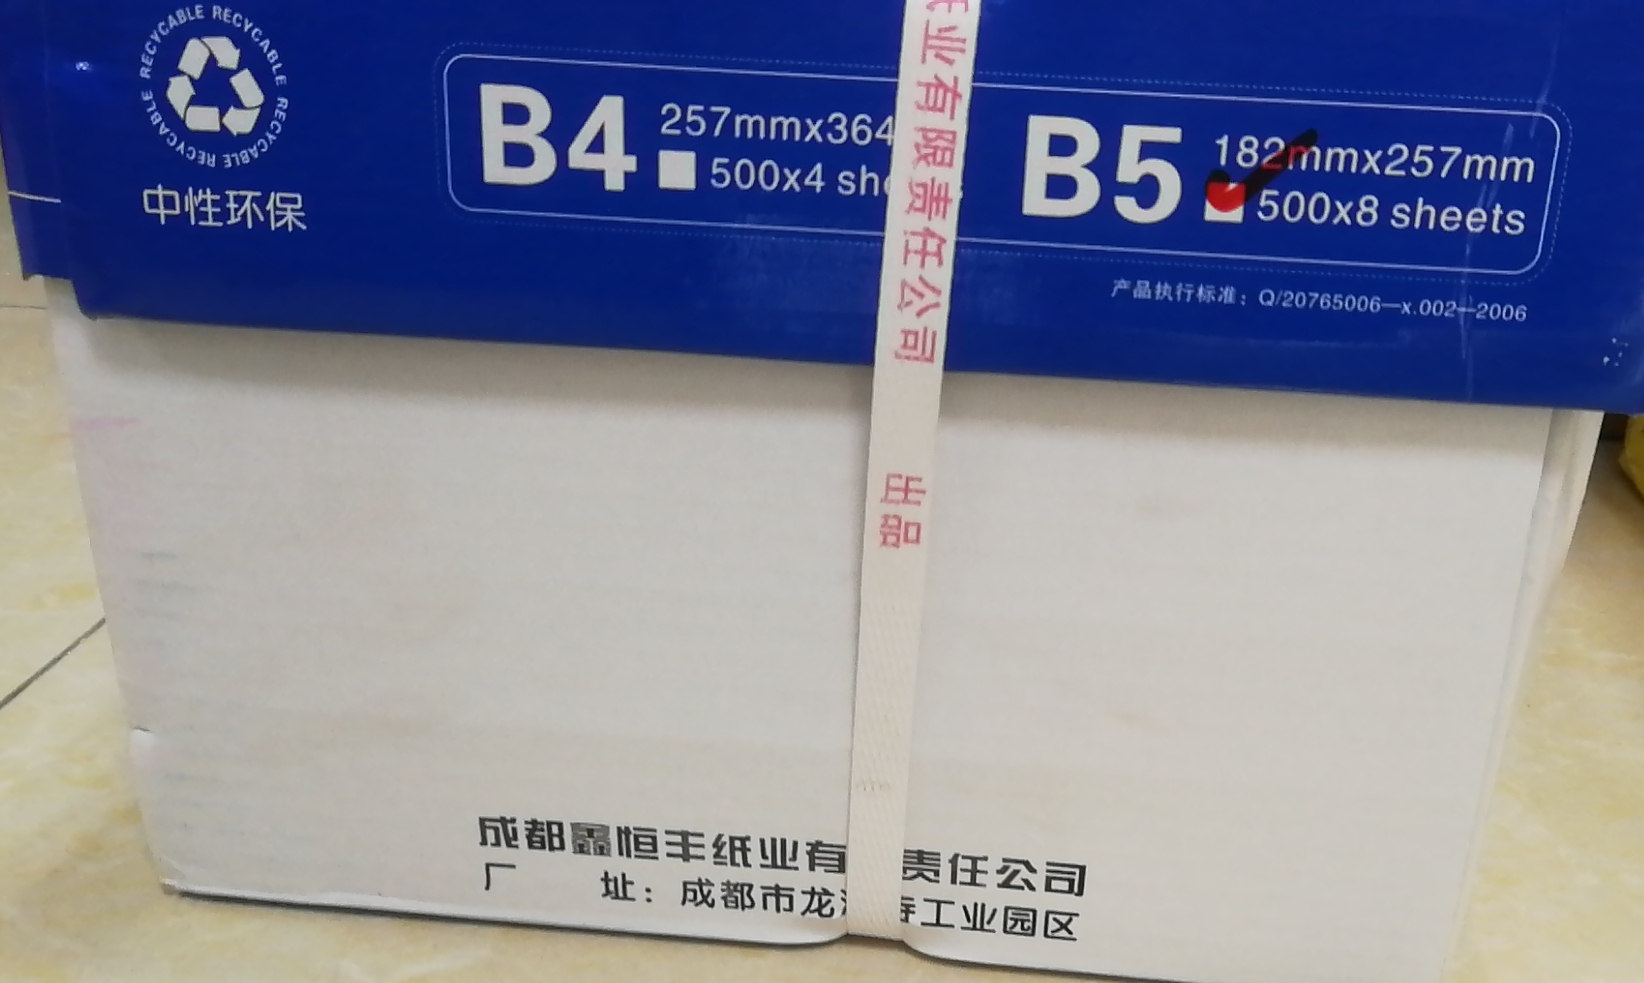 RECYCLABLE RECYCABLE RECYCABLE RECYCABLE
中性环保
B4
257mmx364
500x4
B5
182mmx257mm
500x8 sheets
产品执行标准：Q/20765006—x.002—2006
业有限责任公司
出品
成都鑫恒丰纸业有 责任公司
厂 址：成都市龙 工业园区